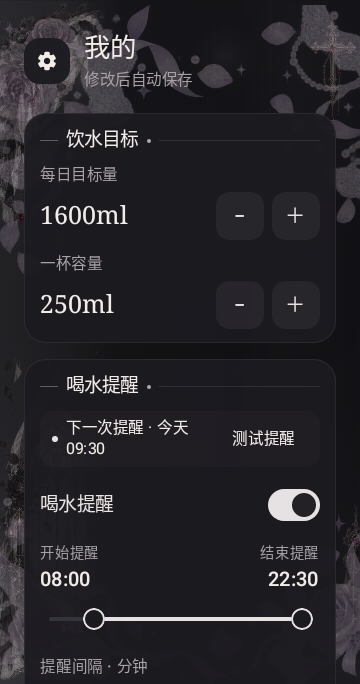 我的
修改后自动保存
饮水目标
每日目标量
1600ml
- +
一杯容量
250ml
- +
喝水提醒
下一次提醒 · 今天
09:30
测试提醒
喝水提醒
开始提醒 结束提醒
08:00 22:30
提醒间隔 · 分钟